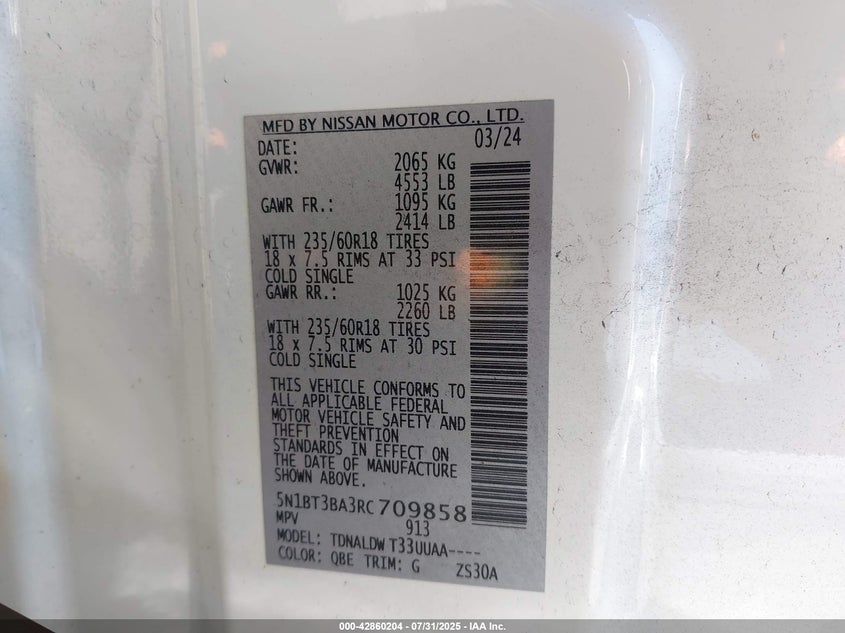 MFD BY NISSAN MOTOR CO., LTD.
DATE: 03/24
GVWR: 2065 KG
4553 LB
GAWR FR.: 1095 KG
2414 LB
WITH 235/60R18 TIRES
18 x 7.5 RIMS AT 33 PSI
COLD SINGLE
GAWR RR.: 1025 KG
2260 LB
WITH 235/60R18 TIRES
18 x 7.5 RIMS AT 30 PSI
COLD SINGLE
THIS VEHICLE CONFORMS TO
ALL APPLICABLE FEDERAL
MOTOR VEHICLE SAFETY AND
THEFT PREVENTION
STANDARDS IN EFFECT ON
THE DATE OF MANUFACTURE
SHOWN ABOVE.
5N1BT3BA3RC709858
MPV 913
MODEL: TDNALDW T33UUAA----
COLOR: QBE TRIM: G ZS30A
000-42860204 - 07/31/2025 - IAA Inc.